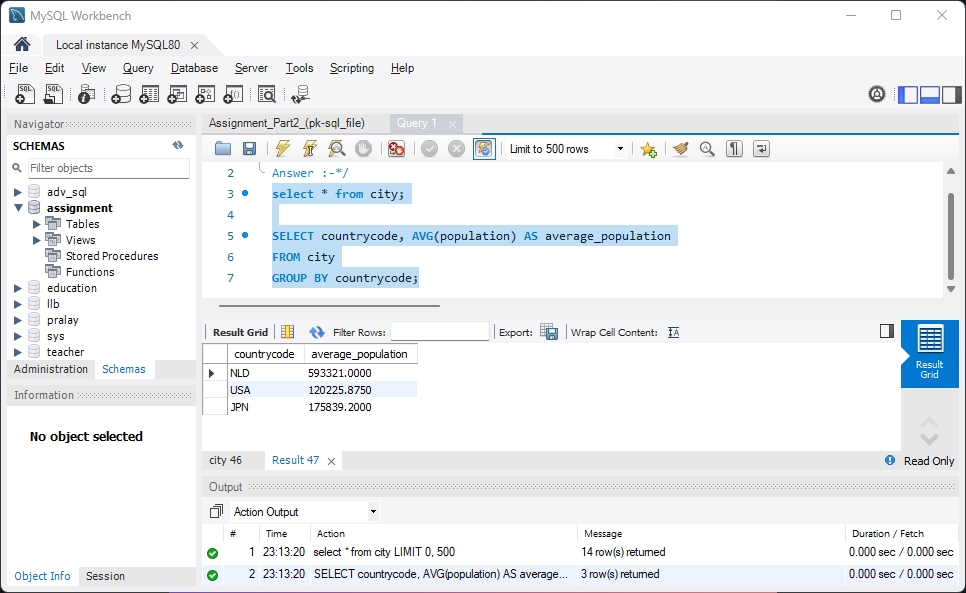 MySQL Workbench
Local instance MySQL80
File Edit View Query Database Server Tools Scripting Help
SQL SQL
Navigator
SCHEMAS
Filter objects
adv_sql
assignment
Tables
Views
Stored Procedures
Functions
education
llb
pralay
sys
teacher
Administration Schemas
Information
No object selected
Object Info Session
Assignment_Part2_(pk-sql_file) Query 1
Limit to 500 rows
2 Answer :-*/
3 select * from city;
4
5 SELECT countrycode, AVG(population) AS average_population
6 FROM city
7 GROUP BY countrycode;
Result Grid Filter Rows: Export: Wrap Cell Content: IA
countrycode average_population
NLD 593321.0000
USA 120225.8750
JPN 175839.2000
Result Grid
city 46 Result 47 Read Only
Output
Action Output
# Time Action Message Duration / Fetch
1 23:13:20 select * from city LIMIT 0, 500 14 row(s) returned 0.000 sec / 0.000 sec
2 23:13:20 SELECT countrycode, AVG(population) AS average... 3 row(s) returned 0.000 sec / 0.000 sec